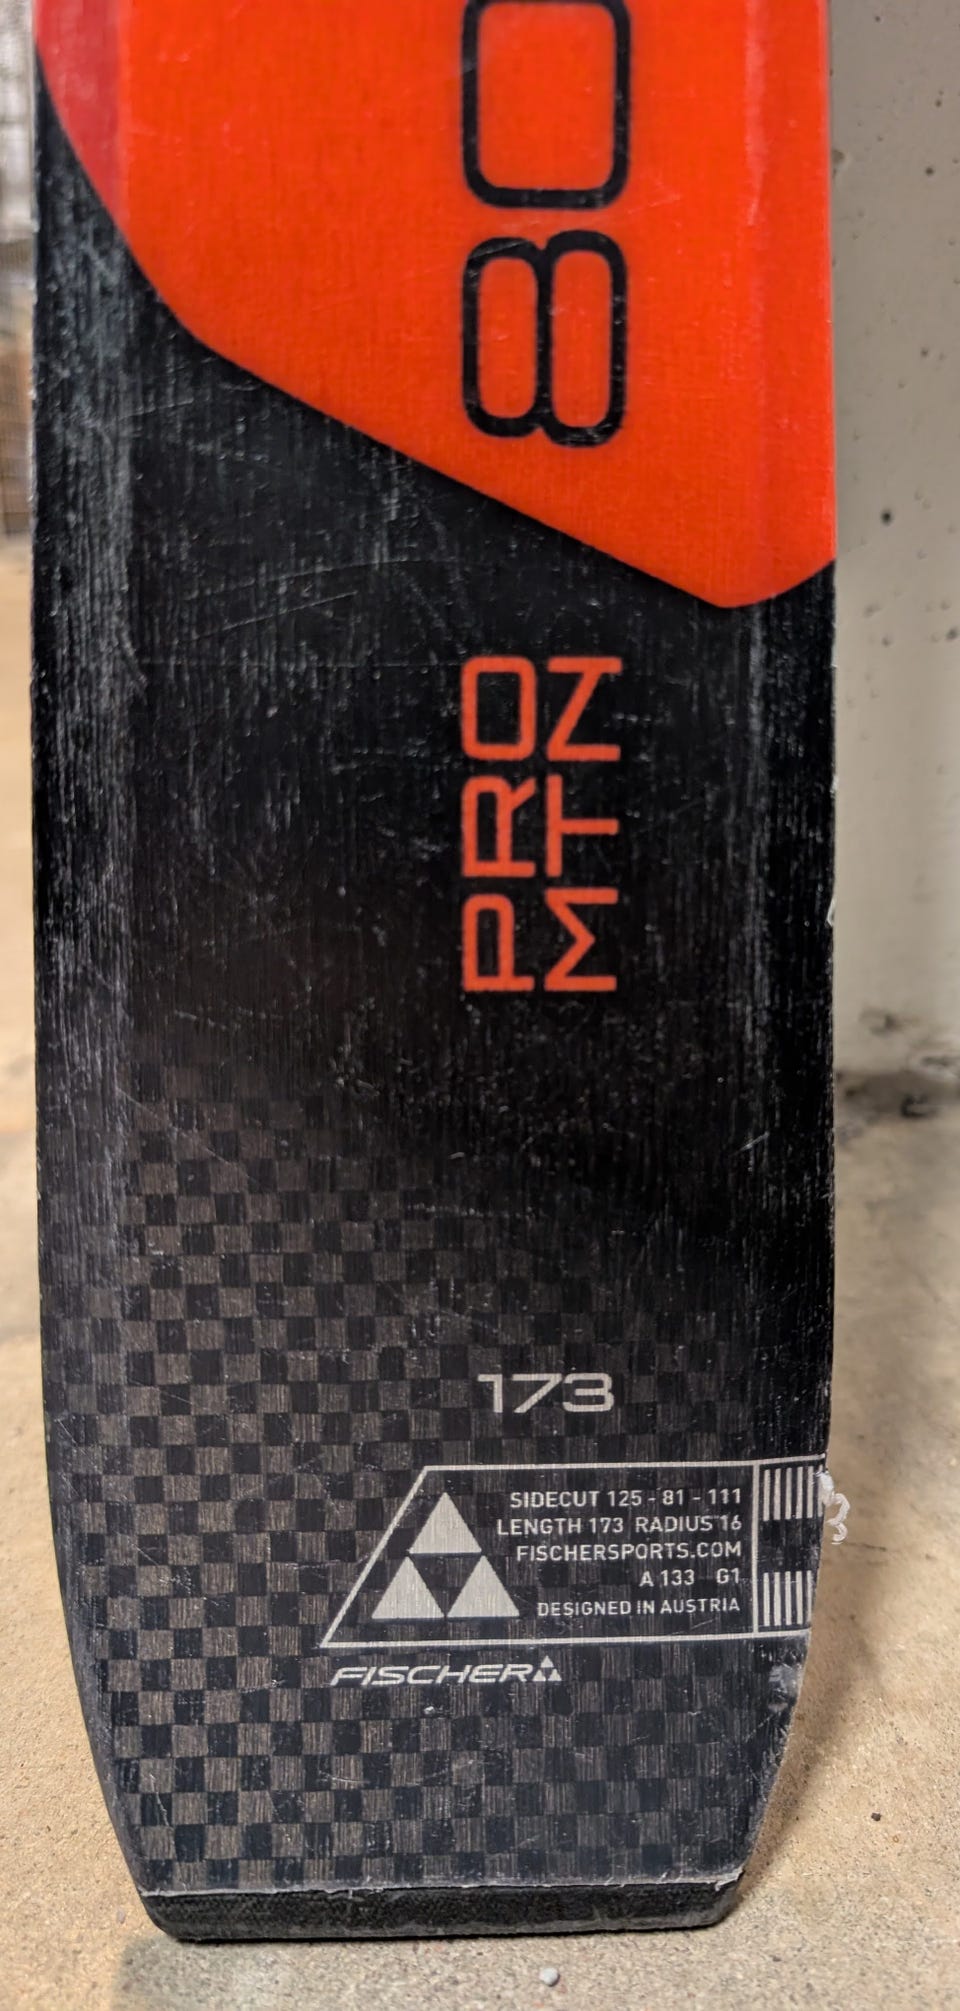 80
PRO
MTN
173
SIDECUT 125 - 81 - 111
LENGTH 173 RADIUS 16
FISCHERSPORTS.COM
A 133 G1
DESIGNED IN AUSTRIA
FISCHER